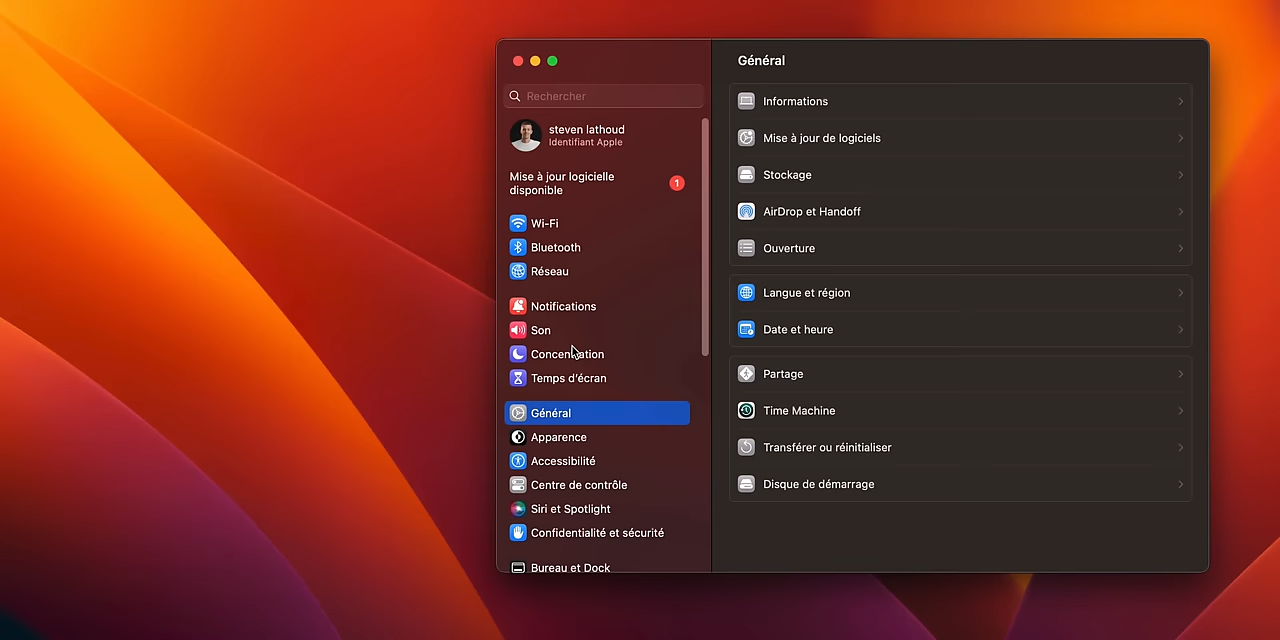 Rechercher
steven lathoud
Identifiant Apple
Mise à jour logicielle
disponible
1
Wi-Fi
Bluetooth
Réseau
Notifications
Son
Concentration
Temps d'écran
Général
Apparence
Accessibilité
Centre de contrôle
Siri et Spotlight
Confidentialité et sécurité
Bureau et Dock
Général
Informations
Mise à jour de logiciels
Stockage
AirDrop et Handoff
Ouverture
Langue et région
Date et heure
Partage
Time Machine
Transférer ou réinitialiser
Disque de démarrage